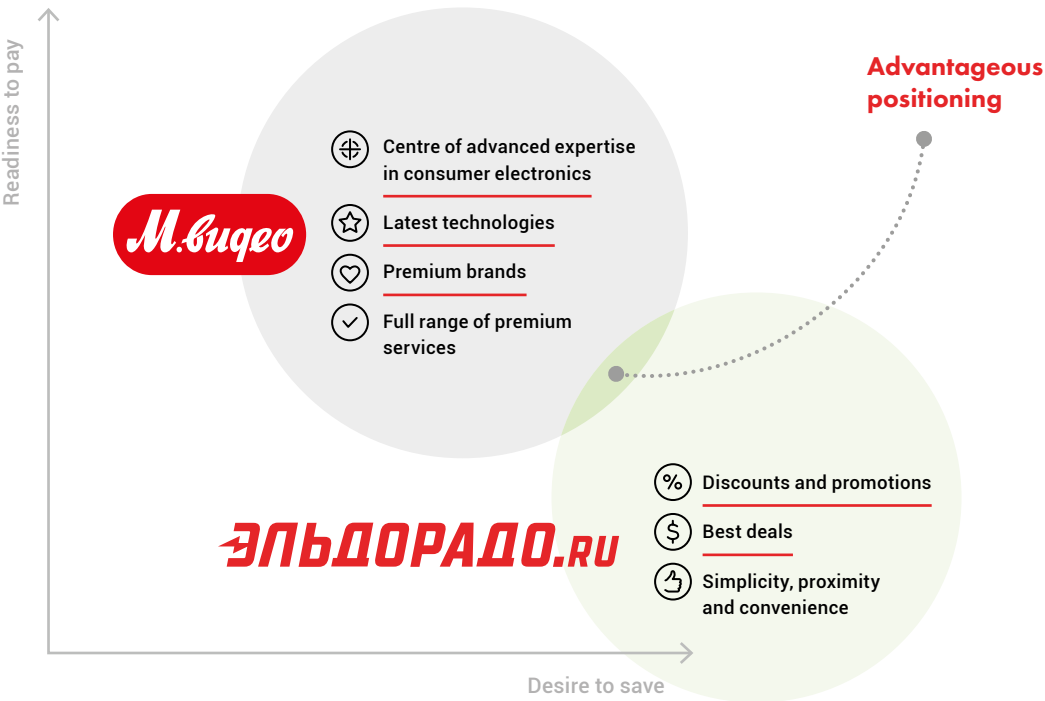 Readiness to pay
Advantageous
positioning
Centre of advanced expertise
in consumer electronics
М.видео
Latest technologies
Premium brands
Full range of premium
services
Discounts and promotions
ЭЛЬДОРАДО.RU
Best deals
Simplicity, proximity
and convenience
Desire to save